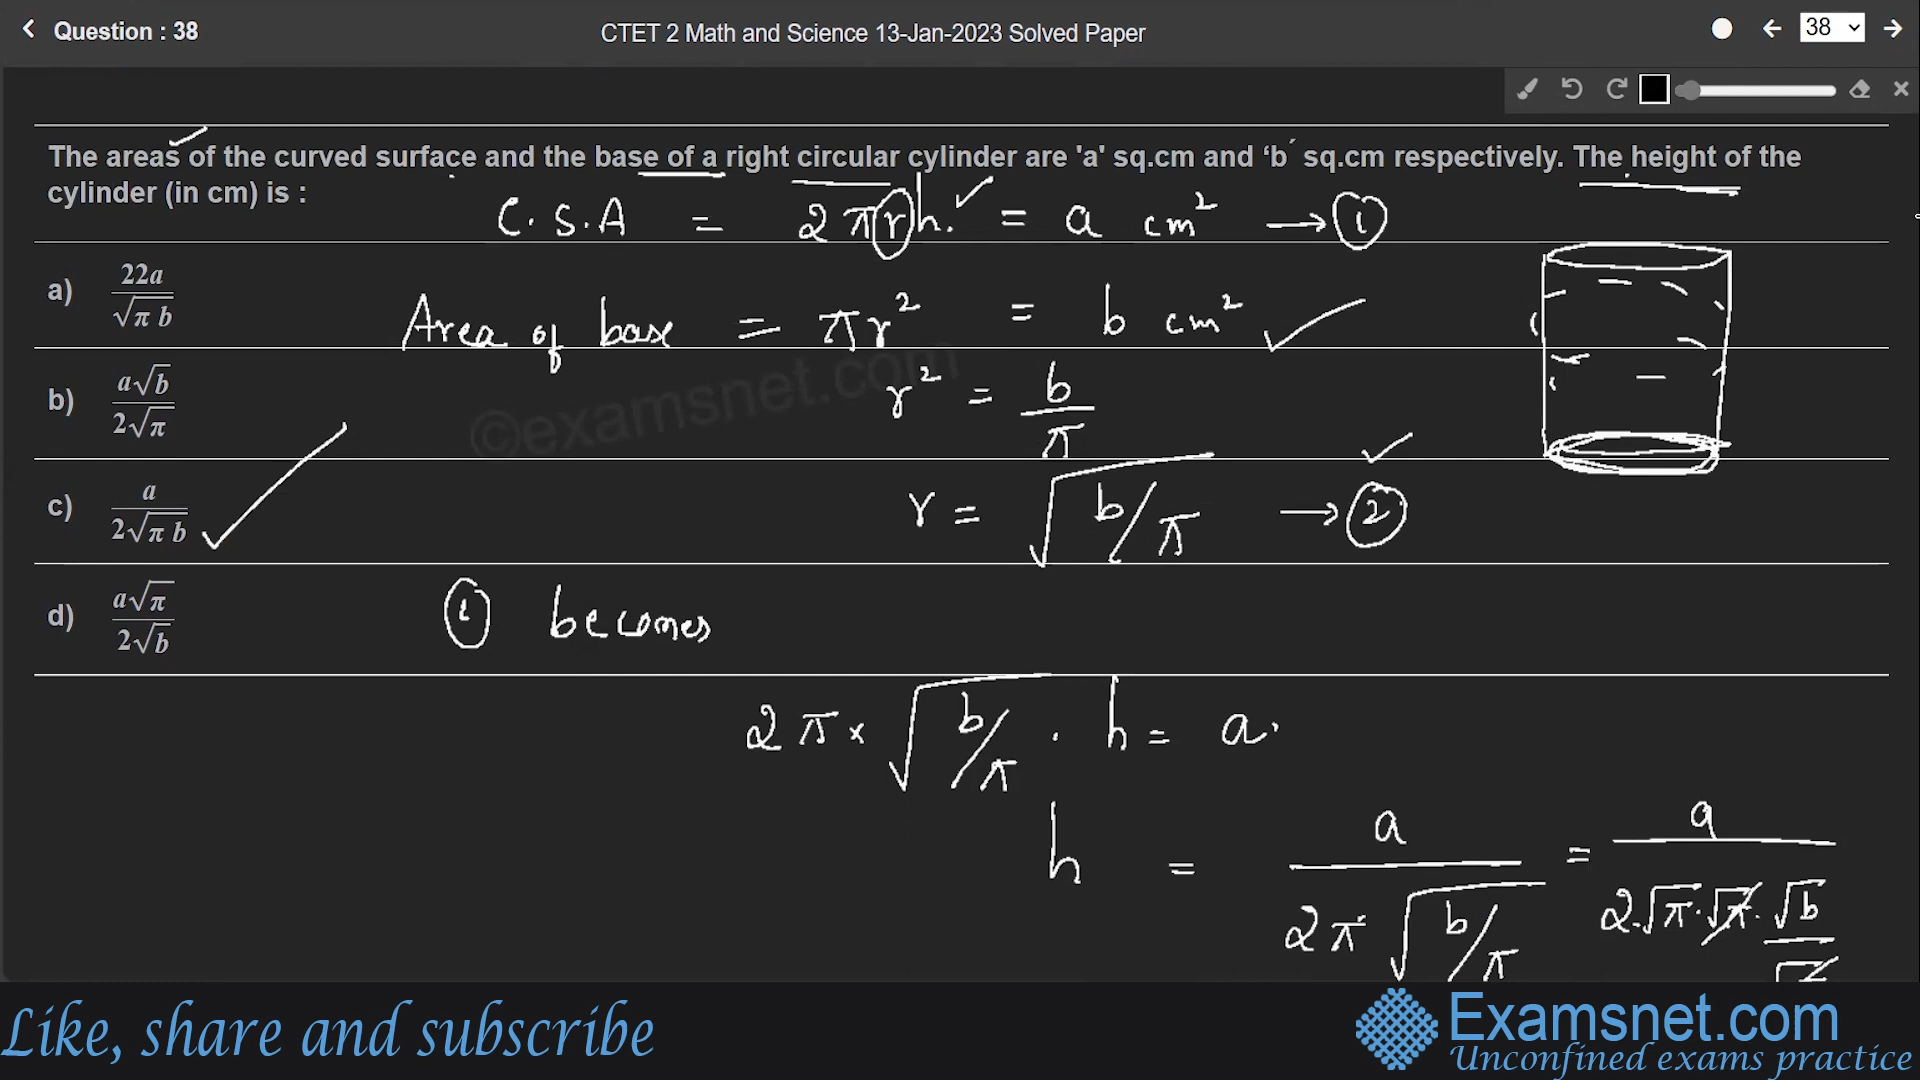 Question : 38
CTET 2 Math and Science 13-Jan-2023 Solved Paper
38
The areas of the curved surface and the base of a right circular cylinder are 'a' sq.cm and ‘b´ sq.cm respectively. The height of the
cylinder (in cm) is :
C.S.A = 2πrh = a cm² → ①
a) 22a / √(π b)
Area of base = πr² = b cm²
©examsnet.com
b) a√b / 2√π
r² = b/π
c) a / 2√(π b)
r = √(b/π) → ②
d) a√π / 2√b
① becomes
2π × √(b/π) · h = a
h = a / 2π√(b/π) = a / 2·√π·√π·√b/√π
Like, share and subscribe
Examsnet.com
Unconfined exams practice